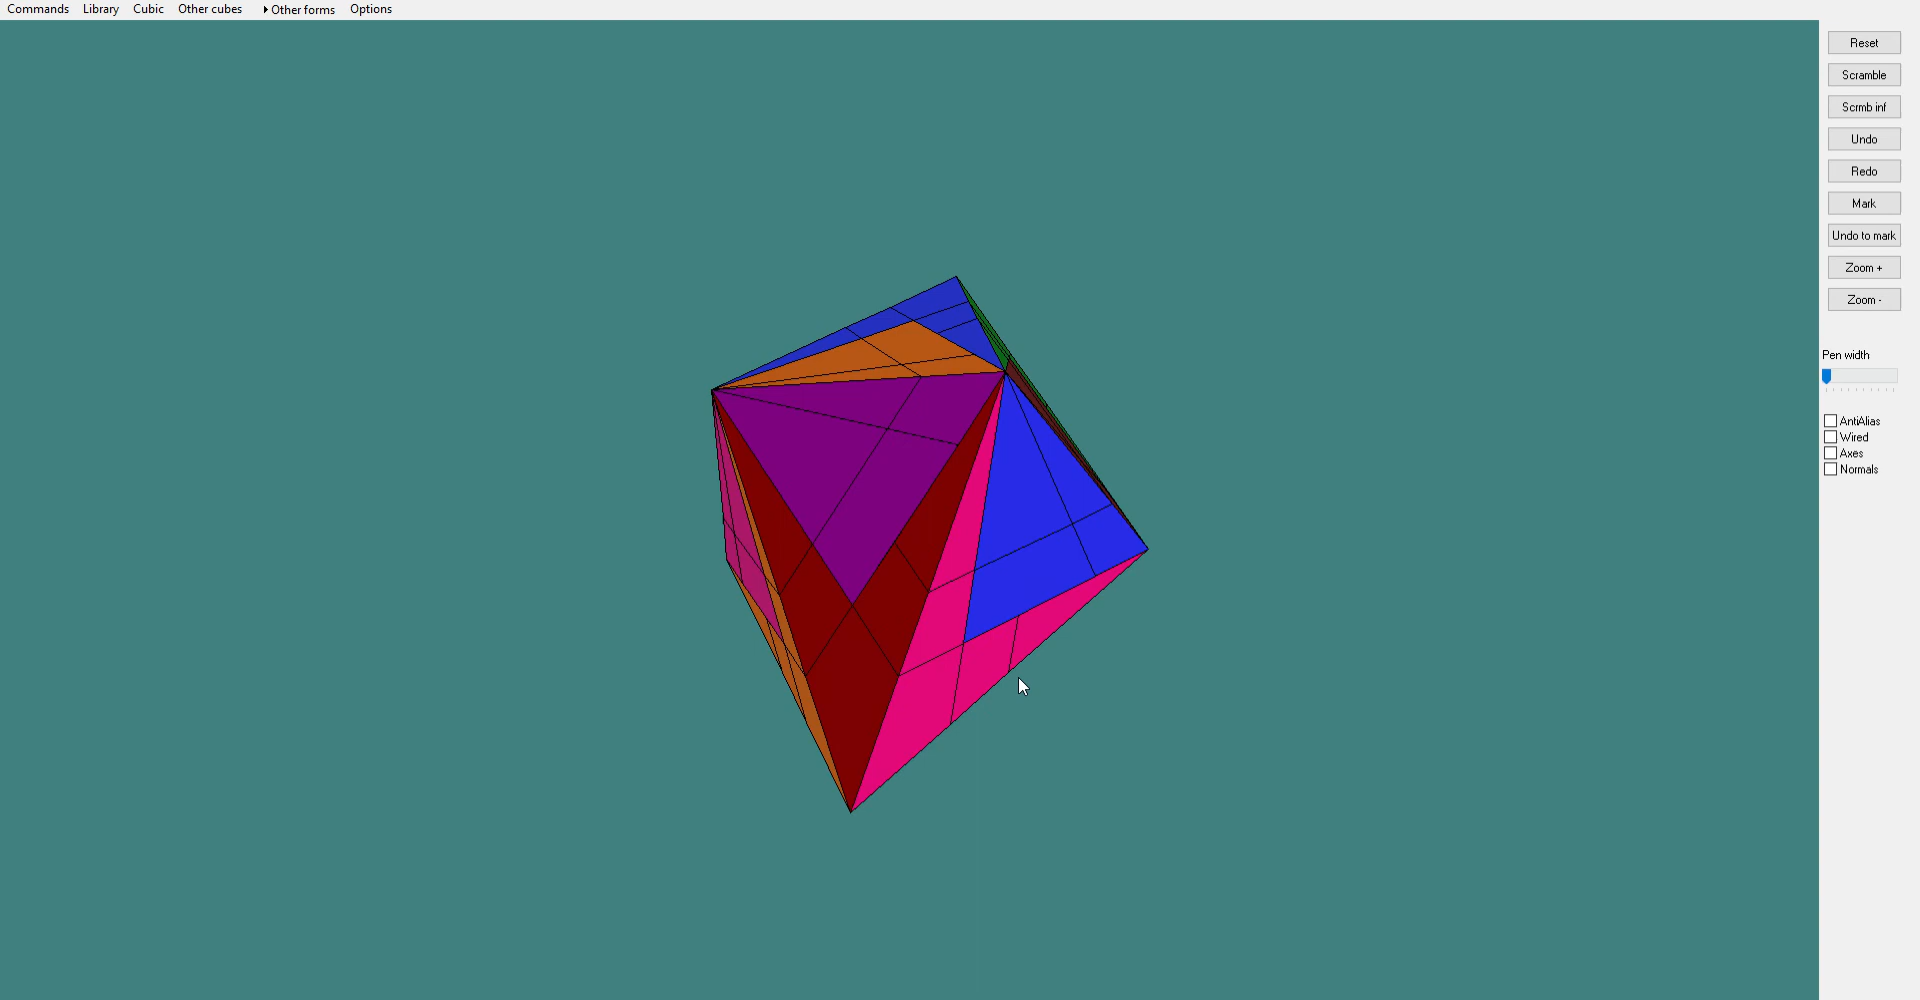 Commands Library Cubic Other cubes Other forms Options
Reset
Scramble
Scrmb inf
Undo
Redo
Mark
Undo to mark
Zoom +
Zoom -
Pen width
AntiAlias
Wired
Axes
Normals